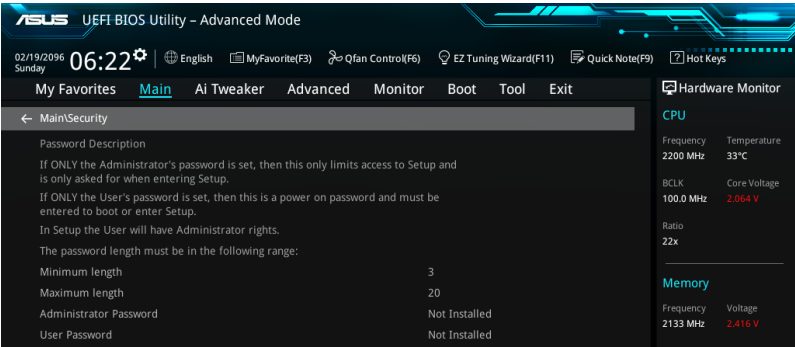 ASUS UEFI BIOS Utility – Advanced Mode
02/19/2096
Sunday
06:22
English
MyFavorite(F3)
Qfan Control(F6)
EZ Tuning Wizard(F11)
Quick Note(F9)
? Hot Keys
My Favorites Main Ai Tweaker Advanced Monitor Boot Tool Exit
Main\Security
Password Description
If ONLY the Administrator's password is set, then this only limits access to Setup and
is only asked for when entering Setup.
If ONLY the User's password is set, then this is a power on password and must be
entered to boot or enter Setup.
In Setup the User will have Administrator rights.
The password length must be in the following range:
Minimum length 3
Maximum length 20
Administrator Password Not Installed
User Password Not Installed
Hardware Monitor
CPU
Frequency Temperature
2200 MHz 33°C
BCLK Core Voltage
100.0 MHz 2.064 V
Ratio
22x
Memory
Frequency Voltage
2133 MHz 2.416 V